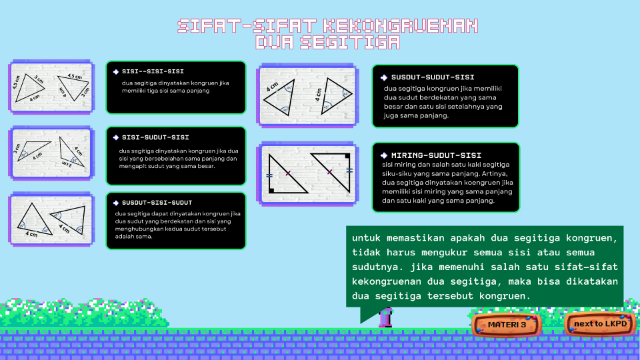 SIFAT-SIFAT KEKONGRUENAN
DUA SEGITIGA
SISI--SISI-SISI
dua segitiga dinyatakan kongruen jika
memiliki tiga sisi sama panjang
SISI-SUDUT-SISI
dua segitiga dinyatakan kongruen jika dua
sisi yang bersebelahan sama panjang dan
mengapit sudut yang sama besar.
SUSDUT-SISI-SUDUT
dua segitiga dapat dinyatakan kongruen jika
dua sudut yang berdekatan dan sisi yang
menghubungkan kedua sudut tersebut
adalah sama.
4 cm
4 cm
SUSDUT-SUDUT-SISI
dua segitiga kongruen jika memiliki
dua sudut berdekatan yang sama
besar dan satu sisi setelahnya yang
juga sama panjang.
4 cm
4 cm
MIRING-SUDUT-SISI
sisi miring dan salah satu kaki segitiga
siku-siku yang sama panjang. Artinya,
dua segitiga dinyatakan koengruen jika
memiliki sisi miring yang sama panjang
dan satu kaki yang sama panjang.
untuk memastikan apakah dua segitiga kongruen,
tidak harus mengukur semua sisi atau semua
sudutnya. jika memenuhi salah satu sifat-sifat
kekongruenan dua segitiga, maka bisa dikatakan
dua segitiga tersebut kongruen.
MATERI 3
next to LKPD